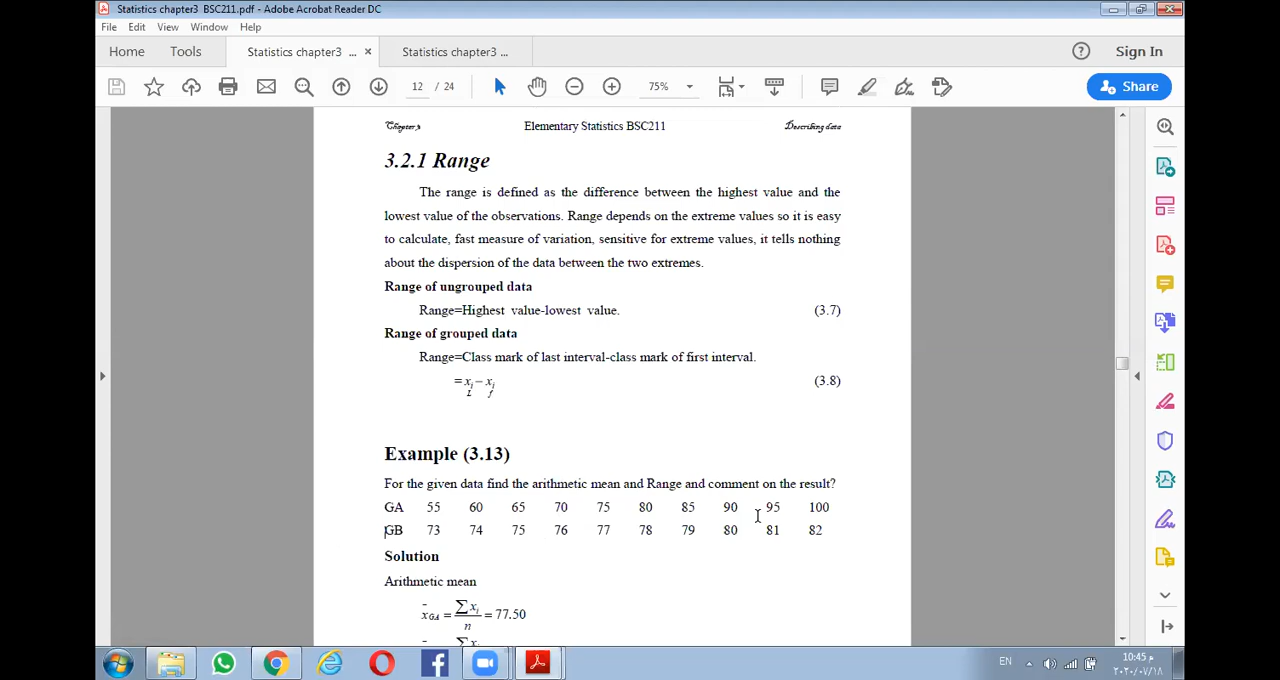 Statistics chapter3 BSC211.pdf - Adobe Acrobat Reader DC
File Edit View Window Help
Home Tools Statistics chapter3 ... × Statistics chapter3 ... ? Sign In
12 / 24 75% Share
Chapter 3 Elementary Statistics BSC211 Describing data
3.2.1 Range
The range is defined as the difference between the highest value and the
lowest value of the observations. Range depends on the extreme values so it is easy
to calculate, fast measure of variation, sensitive for extreme values, it tells nothing
about the dispersion of the data between the two extremes.
Range of ungrouped data
Range=Highest value-lowest value. (3.7)
Range of grouped data
Range=Class mark of last interval-class mark of first interval.
= x_i L − x_i f (3.8)
Example (3.13)
For the given data find the arithmetic mean and Range and comment on the result?
GA 55 60 65 70 75 80 85 90 95 100
GB 73 74 75 76 77 78 79 80 81 82
Solution
Arithmetic mean
x̄_GA = ∑ x_i / n = 77.50
∑ x
EN 10:45 م
٢٠٢٠/٠٧/١٨